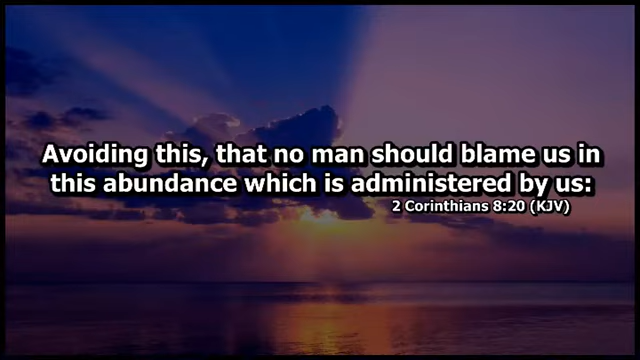 Avoiding this, that no man should blame us in
this abundance which is administered by us:
2 Corinthians 8:20 (KJV)